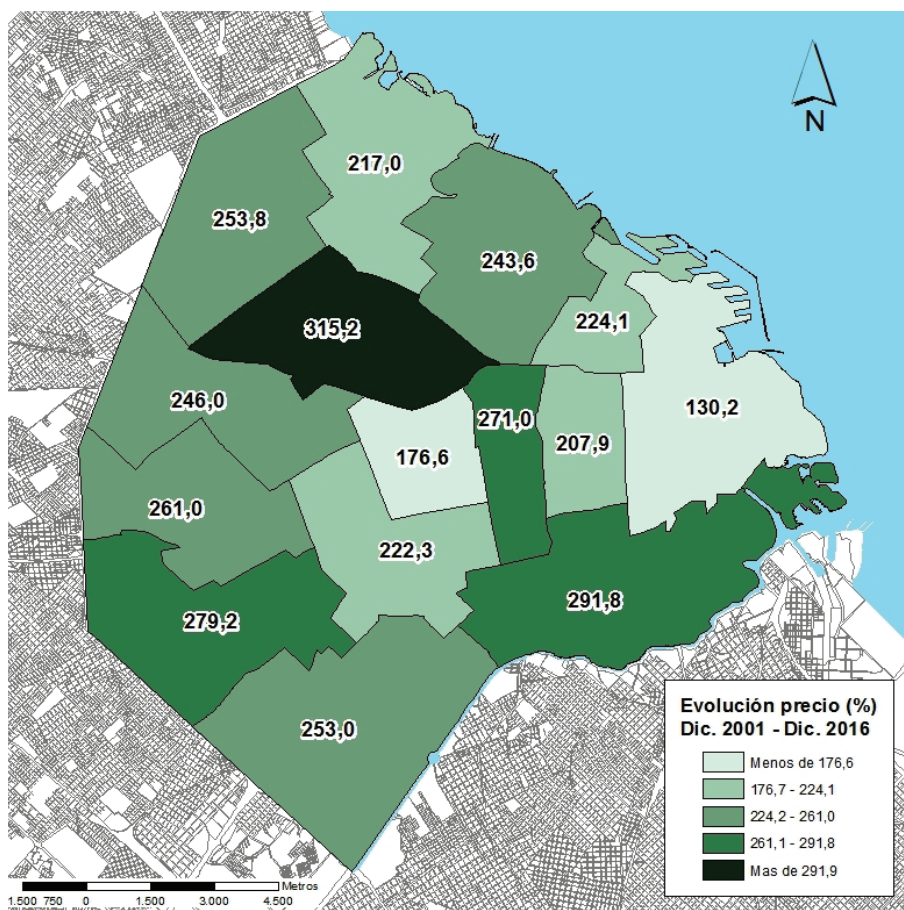 N
217,0
253,8
243,6
224,1
315,2
246,0
271,0
130,2
207,9
176,6
261,0
222,3
291,8
279,2
253,0
Evolución precio (%)
Dic. 2001 - Dic. 2016
Menos de 176,6
176,7 - 224,1
224,2 - 261,0
261,1 - 291,8
Mas de 291,9
Metros
1.500 750 0 1.500 3.000 4.500